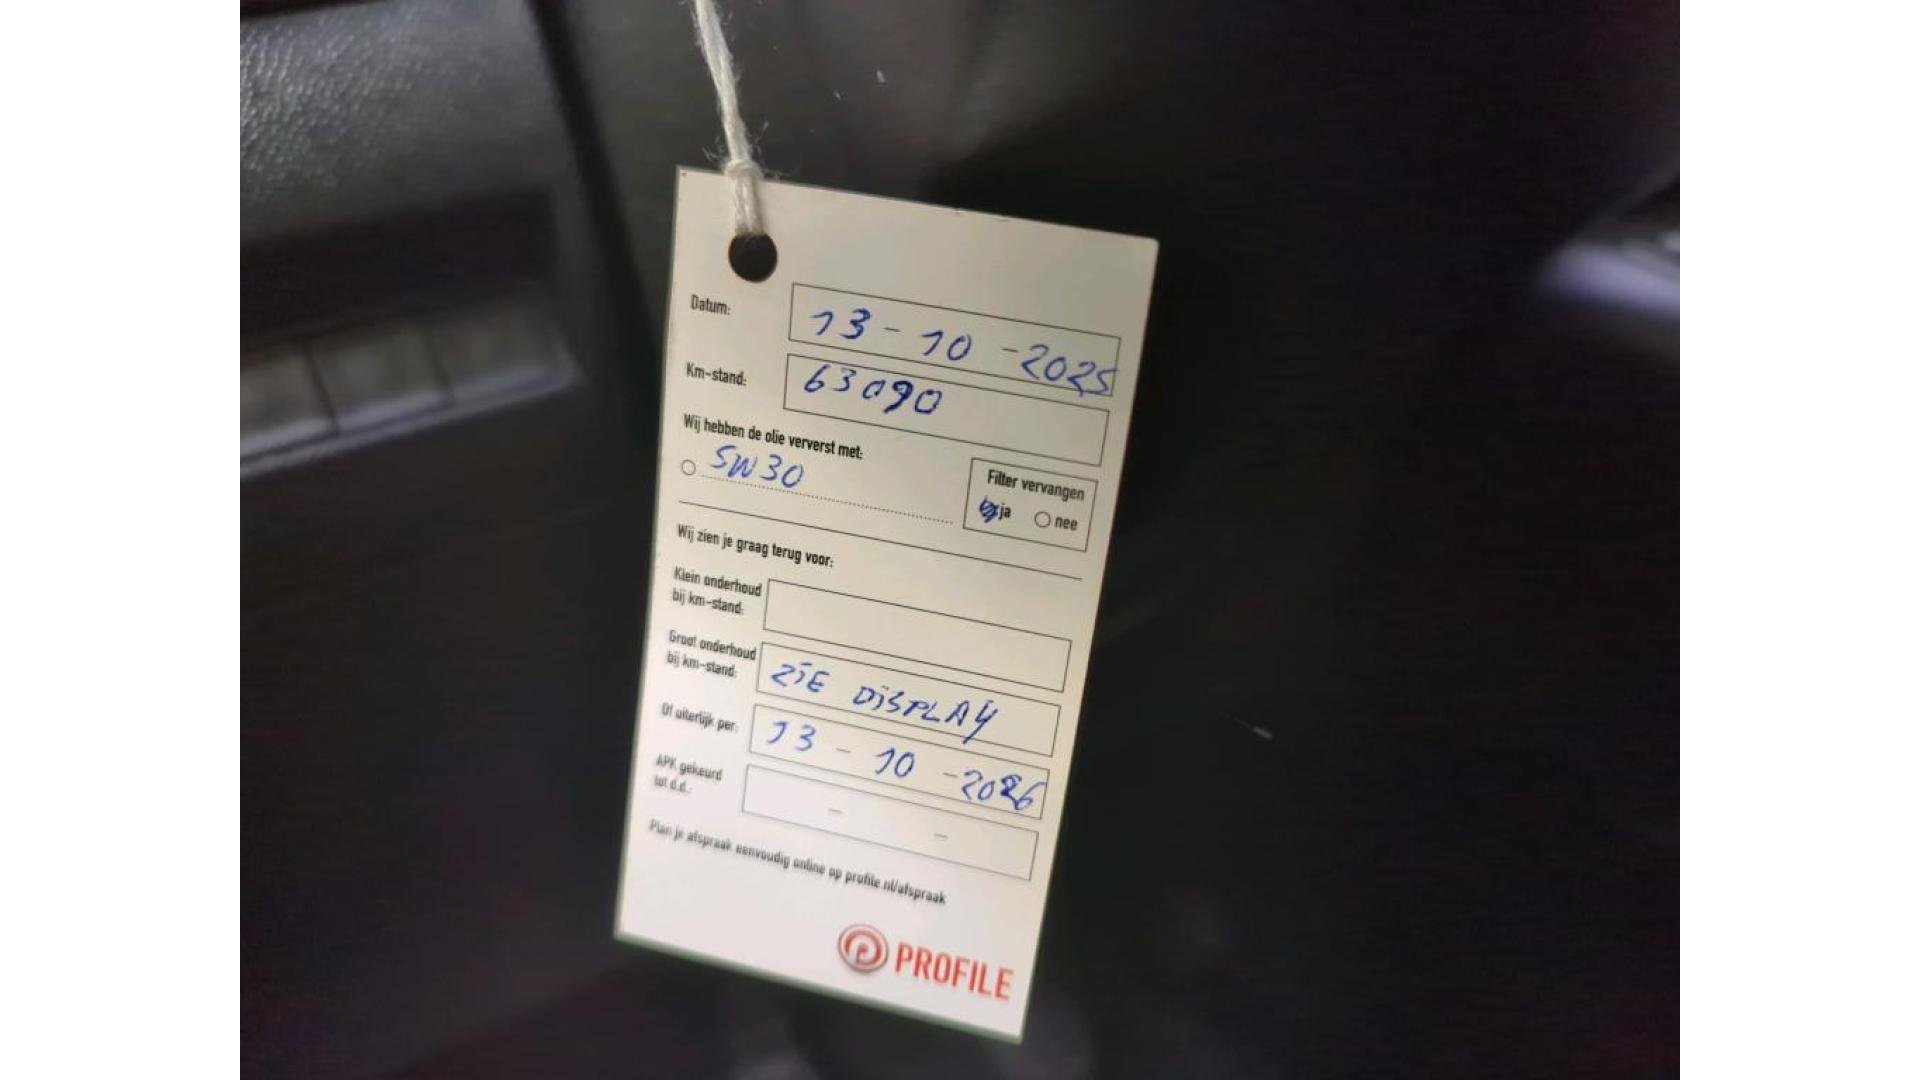 Datum: 13 - 10 - 2025
Km-stand: 63090
Wij hebben de olie ververst met:
5W30
Filter vervangen
ja nee
Wij zien je graag terug voor:
Klein onderhoud
bij km-stand:
Groot onderhoud
bij km-stand: ZIE DISPLAY
Of uiterlijk per: 13 - 10 - 2026
APK gekeurd
tot d.d.: - -
Plan je afspraak eenvoudig online op profile.nl/afspraak
PROFILE